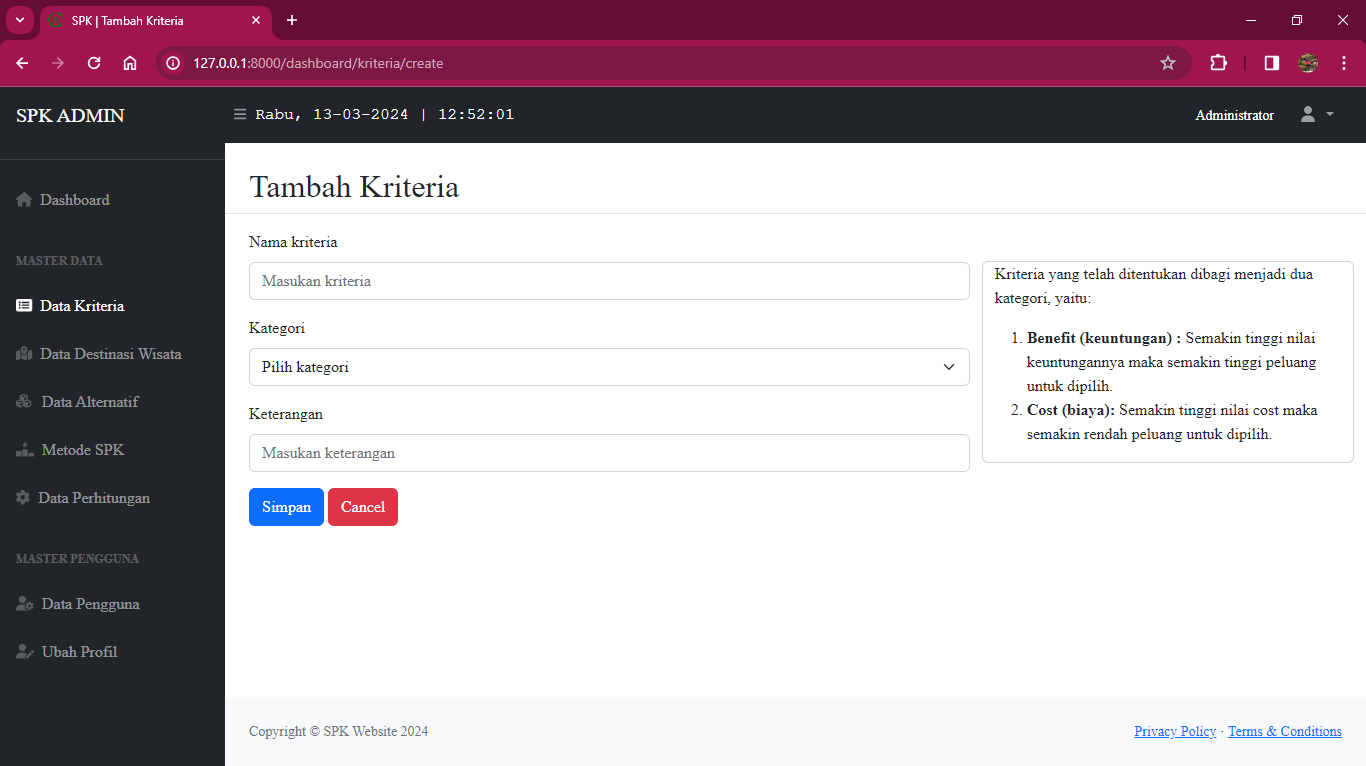 SPK | Tambah Kriteria
127.0.0.1:8000/dashboard/kriteria/create
SPK ADMIN
Rabu, 13-03-2024 | 12:52:01
Administrator
Dashboard
MASTER DATA
Data Kriteria
Data Destinasi Wisata
Data Alternatif
Metode SPK
Data Perhitungan
MASTER PENGGUNA
Data Pengguna
Ubah Profil
Tambah Kriteria
Nama kriteria
Masukan kriteria
Kategori
Pilih kategori
Keterangan
Masukan keterangan
Simpan Cancel
Kriteria yang telah ditentukan dibagi menjadi dua
kategori, yaitu:
1. Benefit (keuntungan) : Semakin tinggi nilai
keuntungannya maka semakin tinggi peluang
untuk dipilih.
2. Cost (biaya): Semakin tinggi nilai cost maka
semakin rendah peluang untuk dipilih.
Copyright © SPK Website 2024
Privacy Policy · Terms & Conditions